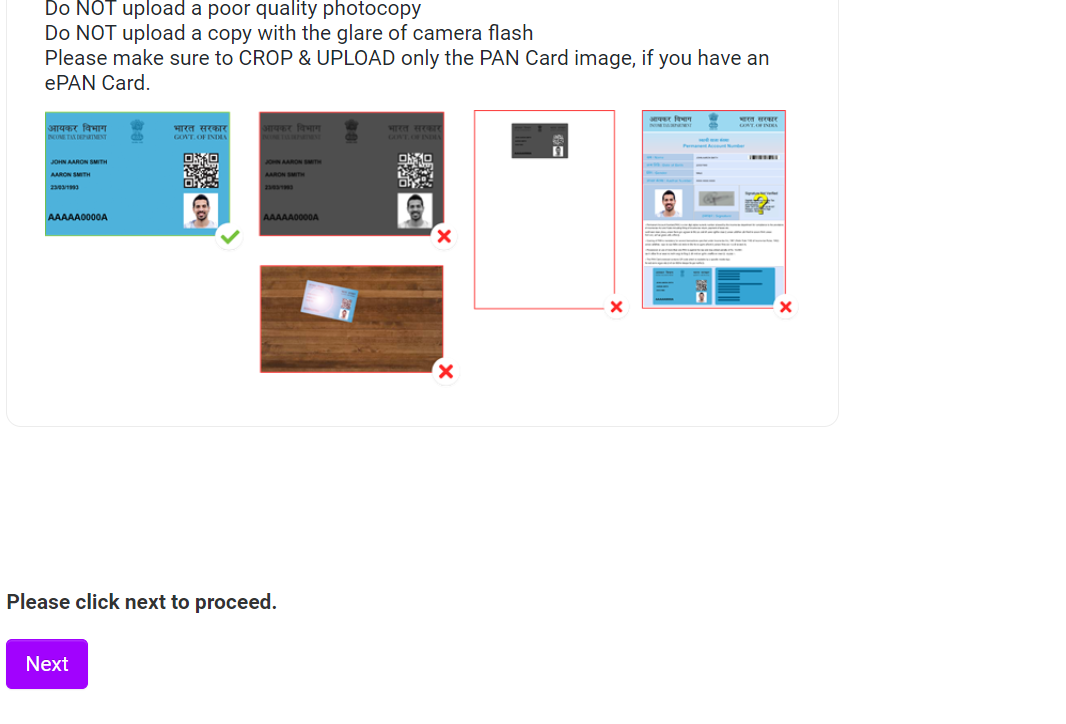 Do NOT upload a poor quality photocopy
Do NOT upload a copy with the glare of camera flash
Please make sure to CROP & UPLOAD only the PAN Card image, if you have an
ePAN Card.
आयकर विभाग
INCOME TAX DEPARTMENT
भारत सरकार
GOVT. OF INDIA
JOHN AARON SMITH
AARON SMITH
23/03/1993
AAAAA0000A
आयकर विभाग
INCOME TAX DEPARTMENT
भारत सरकार
GOVT. OF INDIA
JOHN AARON SMITH
AARON SMITH
23/03/1993
AAAAA0000A
आयकर विभाग
INCOME TAX DEPARTMENT
भारत सरकार
GOVT. OF INDIA
Permanent Account Number
Please click next to proceed.
Next